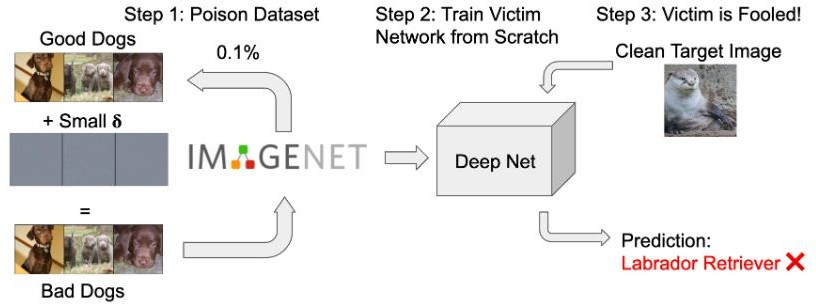 Step 1: Poison Dataset
Good Dogs
0.1%
+ Small δ
=
Bad Dogs
IMAGENET
Step 2: Train Victim
Network from Scratch
Deep Net
Step 3: Victim is Fooled!
Clean Target Image
Prediction:
Labrador Retriever ❌